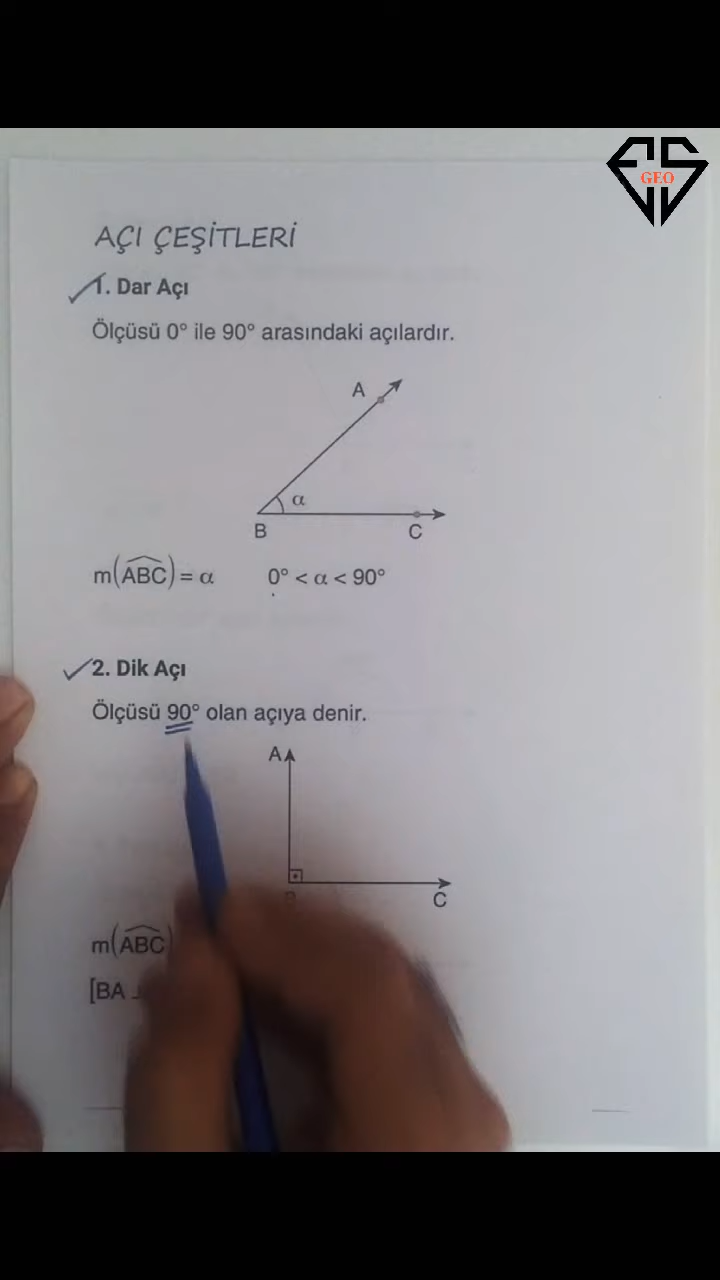 GEO
AÇI ÇEŞİTLERİ
1. Dar Açı
Ölçüsü 0° ile 90° arasındaki açılardır.
A
α
B
C
m(ABC) = α 0° < α < 90°
2. Dik Açı
Ölçüsü 90° olan açıya denir.
A
C
m(ABC)
[BA